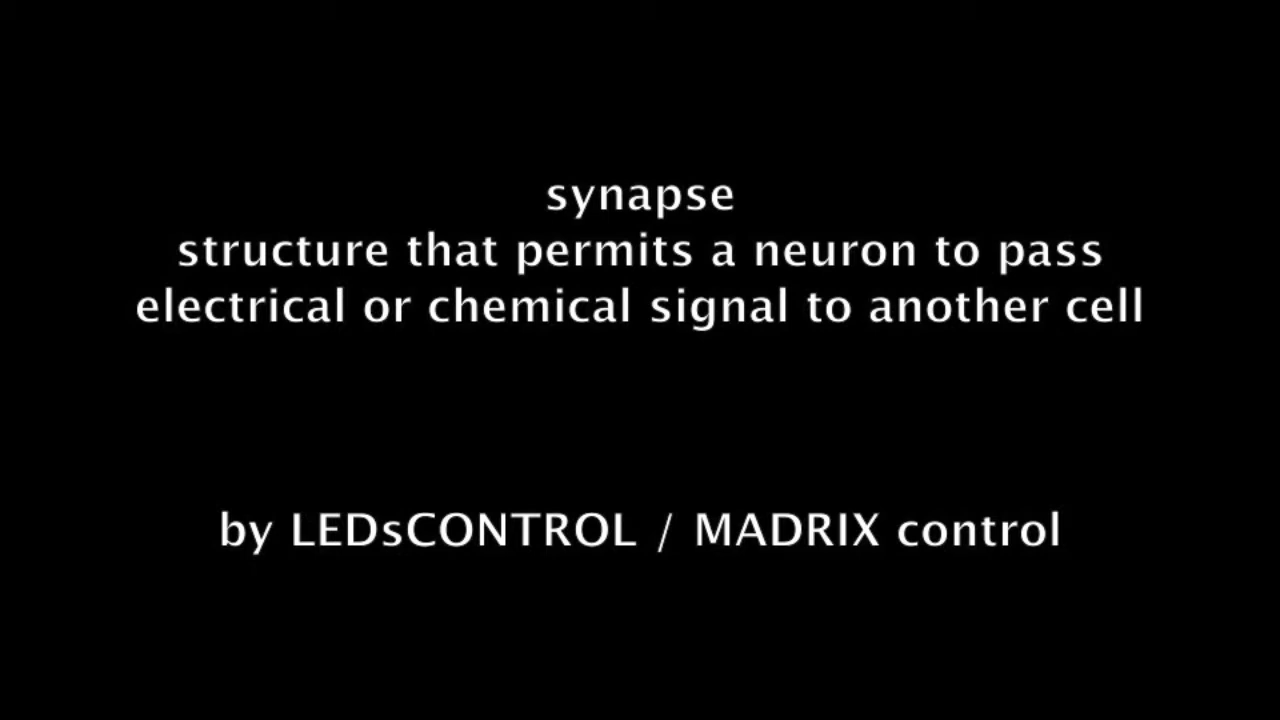 synapse
structure that permits a neuron to pass
electrical or chemical signal to another cell
by LEDsCONTROL / MADRIX control